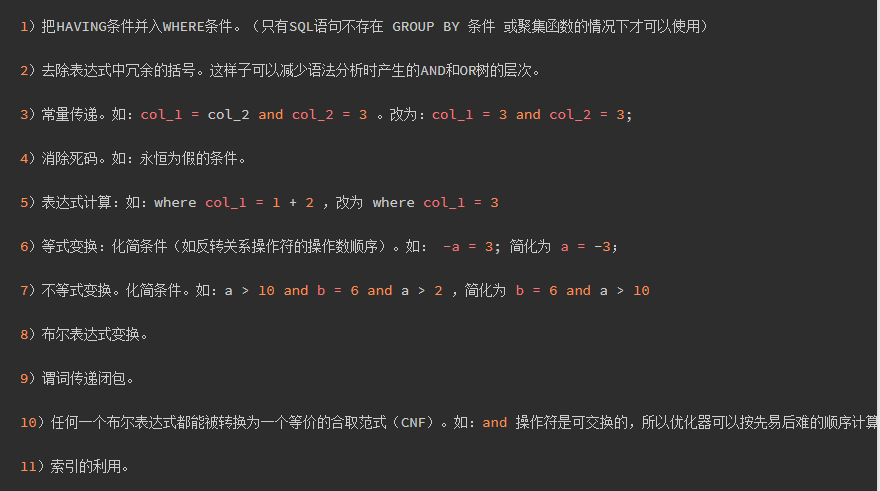 1）把HAVING条件并入WHERE条件。（只有SQL语句不存在 GROUP BY 条件 或聚集函数的情况下才可以使用）
2）去除表达式中冗余的括号。这样子可以减少语法分析时产生的AND和OR树的层次。
3）常量传递。如：col_1 = col_2 and col_2 = 3 。改为：col_1 = 3 and col_2 = 3;
4）消除死码。如：永恒为假的条件。
5）表达式计算：如：where col_1 = 1 + 2 ，改为 where col_1 = 3
6）等式变换：化简条件（如反转关系操作符的操作数顺序）。如： -a = 3; 简化为 a = -3;
7）不等式变换。化简条件。如：a > 10 and b = 6 and a > 2 ，简化为 b = 6 and a > 10
8）布尔表达式变换。
9）谓词传递闭包。
10）任何一个布尔表达式都能被转换为一个等价的合取范式（CNF）。如：and 操作符是可交换的，所以优化器可以按先易后难的顺序计算
11）索引的利用。